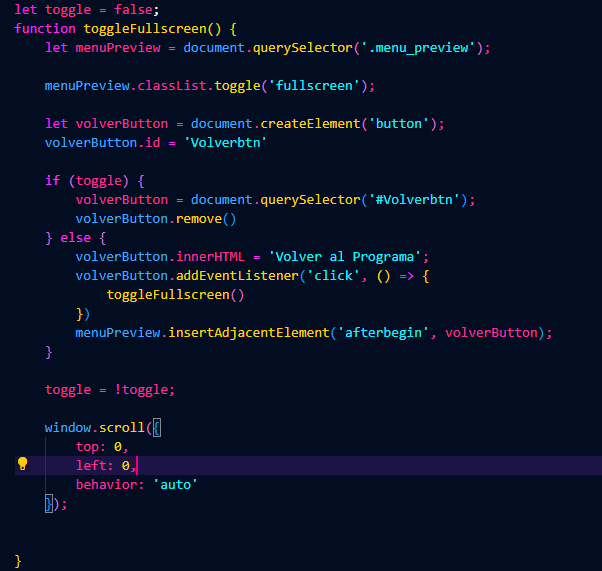 let toggle = false;
function toggleFullscreen() {
    let menuPreview = document.querySelector('.menu_preview');
    menuPreview.classList.toggle('fullscreen');
    let volverButton = document.createElement('button');
    volverButton.id = 'Volverbtn'
    if (toggle) {
        volverButton = document.querySelector('#Volverbtn');
        volverButton.remove()
    } else {
        volverButton.innerHTML = 'Volver al Programa';
        volverButton.addEventListener('click', () => {
            toggleFullscreen()
        })
        menuPreview.insertAdjacentElement('afterbegin', volverButton);
    }
    toggle = !toggle;
    window.scroll({
        top: 0,
        left: 0,
        behavior: 'auto'
    });
}